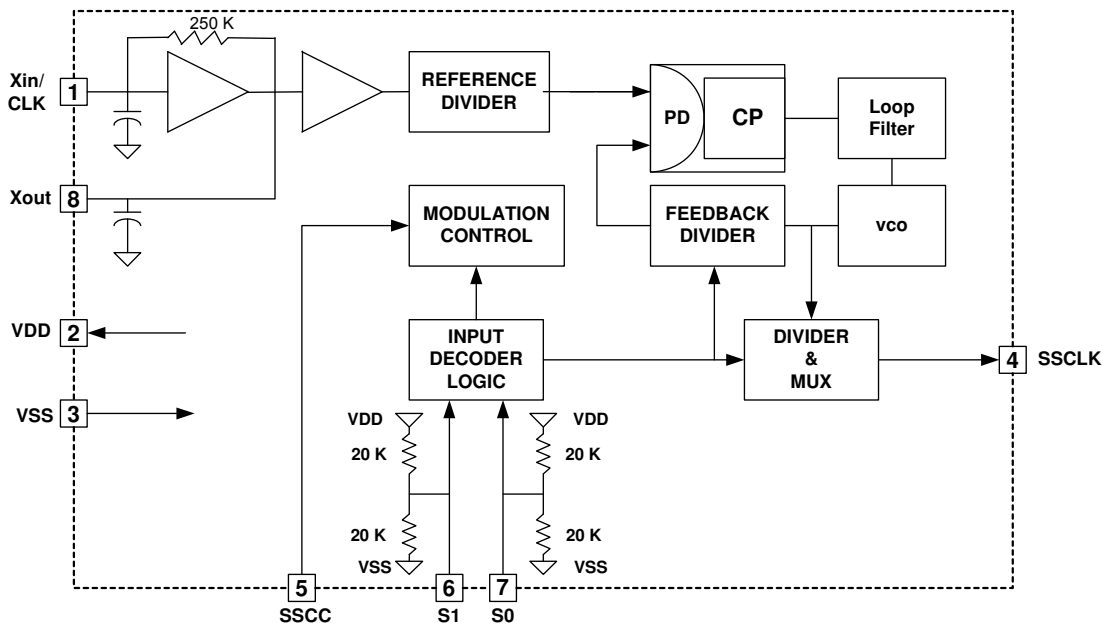 250 K
Xin/
CLK
1
REFERENCE
DIVIDER
PD
CP
Loop
Filter
Xout
8
MODULATION
CONTROL
FEEDBACK
DIVIDER
vco
VDD
2
INPUT
DECODER
LOGIC
DIVIDER
&
MUX
4
SSCLK
VSS
3
VDD
VDD
20 K
20 K
20 K
20 K
VSS
VSS
5
6
7
SSCC
S1
S0